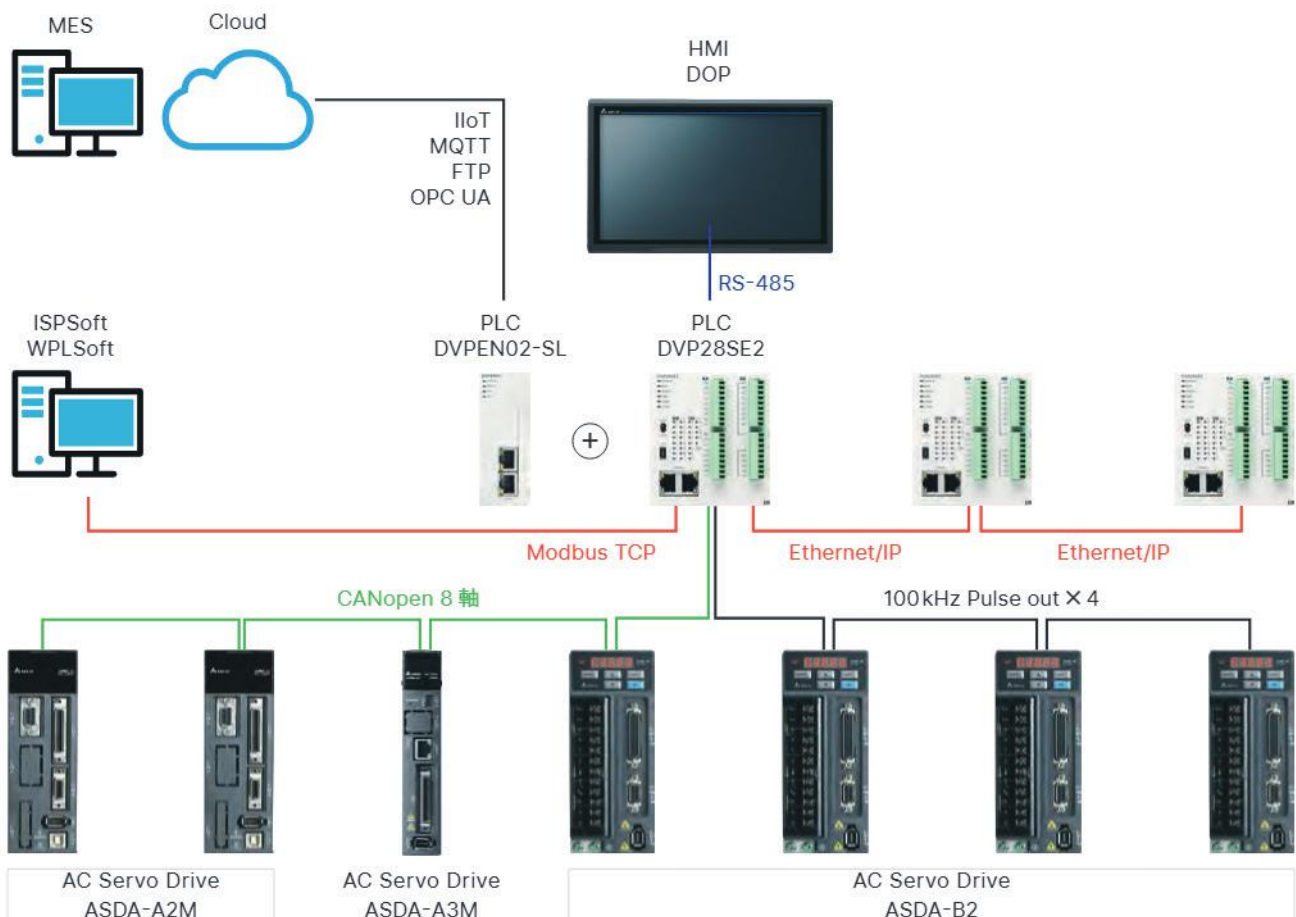 MES
Cloud
HMI
DOP
IIoT
MQTT
FTP
OPC UA
RS-485
ISPSoft
WPLSoft
PLC
DVPEN02-SL
PLC
DVP28SE2
Modbus TCP
Ethernet/IP
Ethernet/IP
CANopen 8 軸
100kHz Pulse out × 4
AC Servo Drive
ASDA-A2M
AC Servo Drive
ASDA-A3M
AC Servo Drive
ASDA-B2